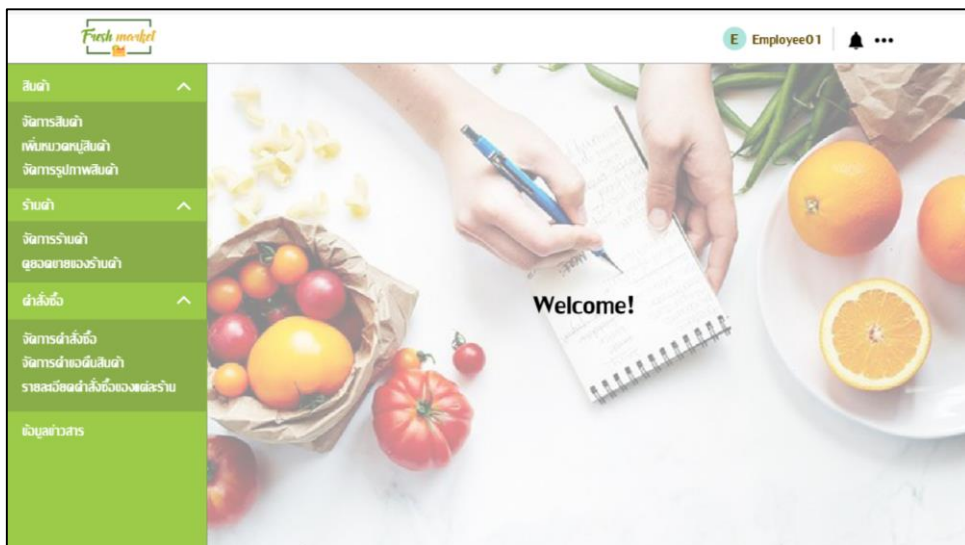 Fresh market
E Employee01
สินค้า
จัดการสินค้า
เพิ่มหมวดหมู่สินค้า
จัดการรูปภาพสินค้า
ร้านค้า
จัดการร้านค้า
ดูยอดขายของร้านค้า
คำสั่งซื้อ
จัดการคำสั่งซื้อ
จัดการคำขอคืนสินค้า
รายละเอียดคำสั่งซื้อของแต่ละร้าน
ข้อมูลข่าวสาร
Welcome!